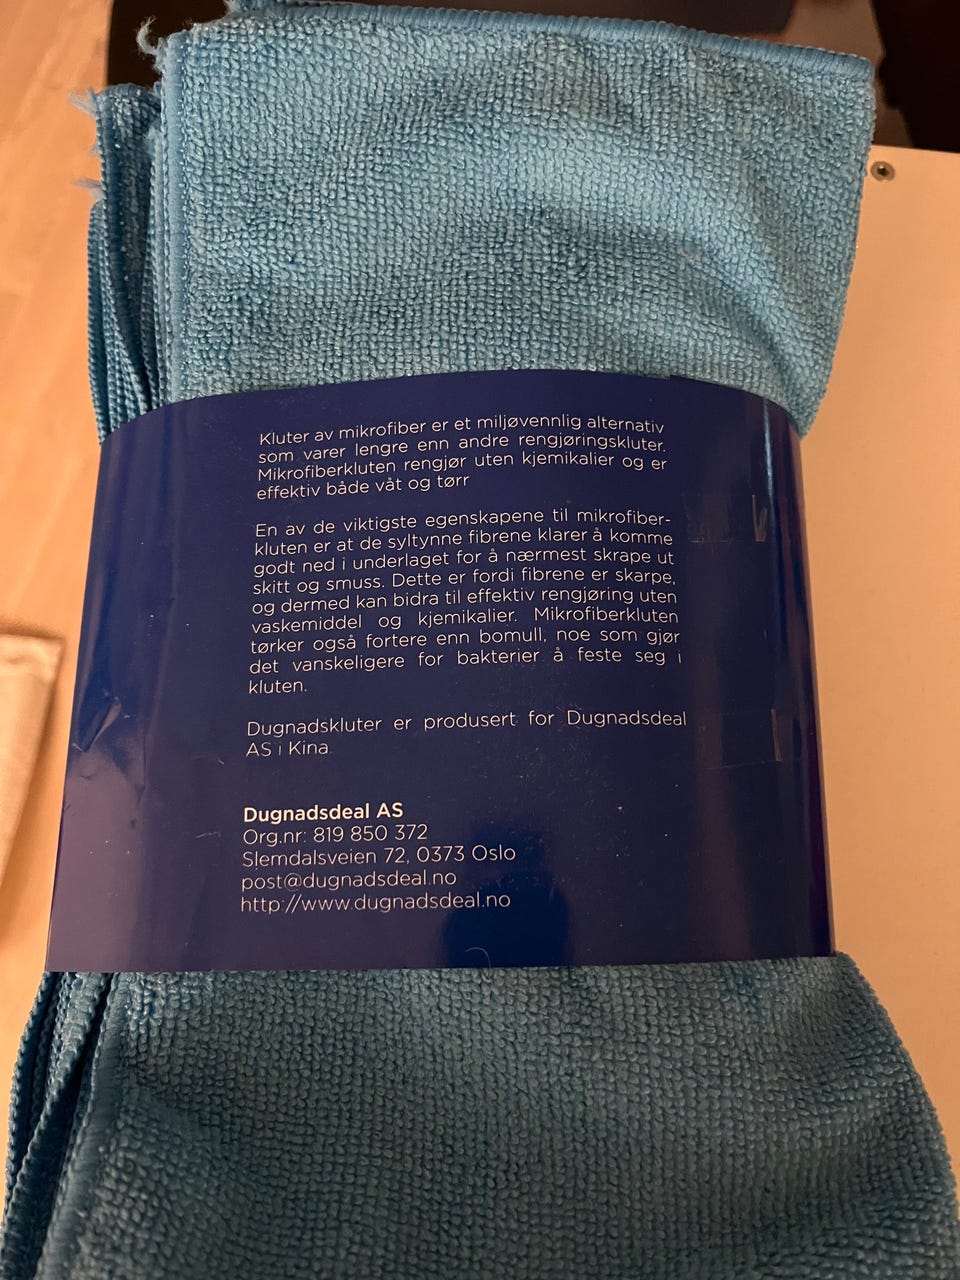 Kluter av mikrofiber er et miljøvennlig alternativ
som varer lengre enn andre rengjøringskluter.
Mikrofiberkluten rengjør uten kjemikalier og er
effektiv både våt og tørr
En av de viktigste egenskapene til mikrofiber-
kluten er at de syltynne fibrene klarer å komme
godt ned i underlaget for å nærmest skrape ut
skitt og smuss. Dette er fordi fibrene er skarpe,
og dermed kan bidra til effektiv rengjøring uten
vaskemiddel og kjemikalier. Mikrofiberkluten
tørker også fortere enn bomull, noe som gjør
det vanskeligere for bakterier å feste seg i
kluten.
Dugnadskluter er produsert for Dugnadsdeal
AS i Kina.
Dugnadsdeal AS
Org.nr: 819 850 372
Slemdalsveien 72, 0373 Oslo
post@dugnadsdeal.no
http://www.dugnadsdeal.no